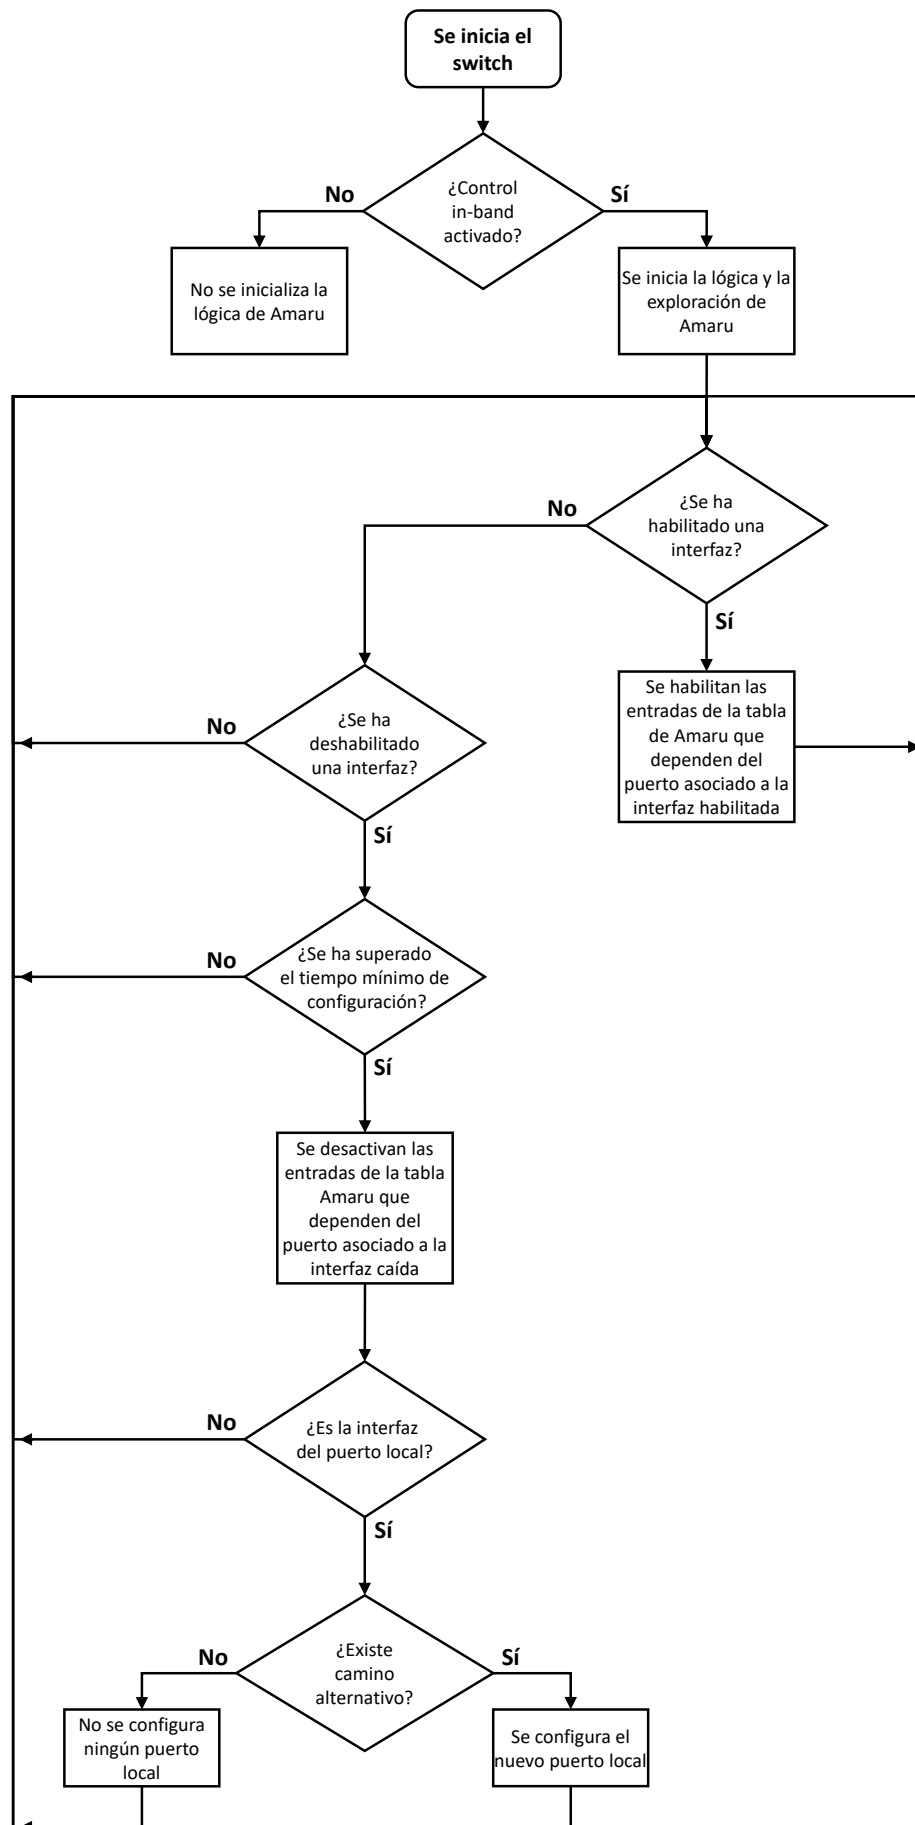 Se inicia el
switch
¿Control
in-band
activado?
No
Sí
No se inicializa la
lógica de Amaru
Se inicia la lógica y la
exploración de
Amaru
¿Se ha
habilitado una
interfaz?
No
Sí
Se habilitan las
entradas de la tabla
de Amaru que
dependen del
puerto asociado a la
interfaz habilitada
¿Se ha
deshabilitado
una interfaz?
No
Sí
¿Se ha superado
el tiempo mínimo de
configuración?
No
Sí
Se desactivan las
entradas de la tabla
Amaru que
dependen del
puerto asociado a la
interfaz caída
¿Es la interfaz
del puerto local?
No
Sí
¿Existe
camino
alternativo?
No
Sí
No se configura
ningún puerto
local
Se configura el
nuevo puerto local